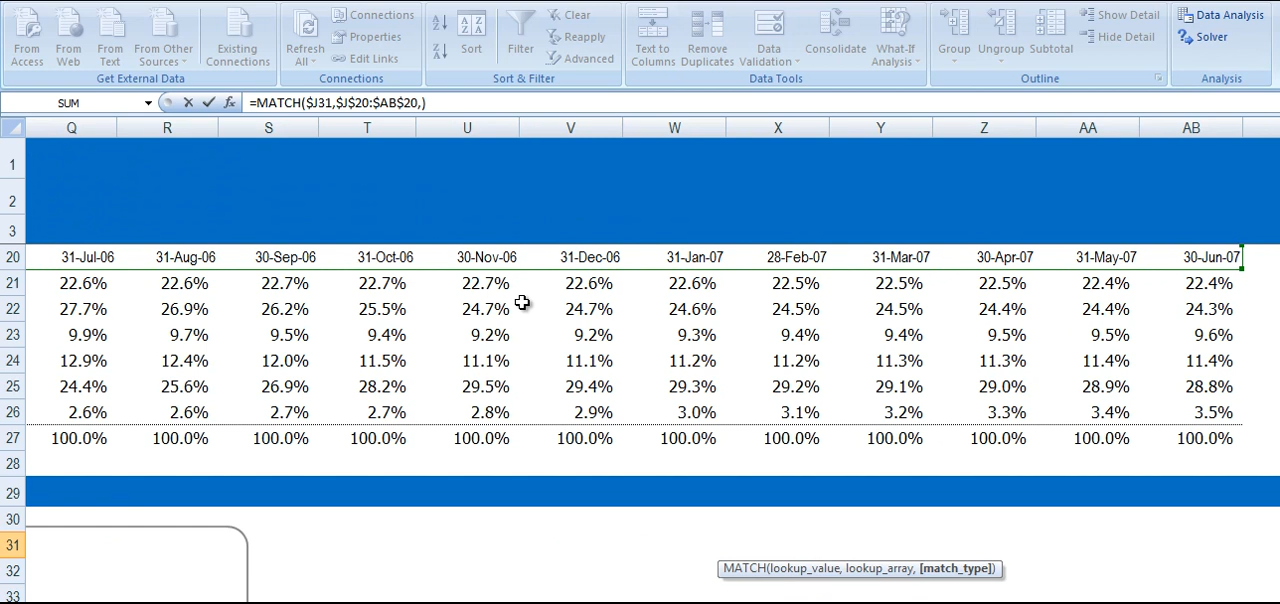 From Access
From Web
From Text
From Other Sources
Existing Connections
Get External Data
Refresh All
Connections
Properties
Edit Links
Connections
Sort
Filter
Clear
Reapply
Advanced
Sort & Filter
Text to Columns
Remove Duplicates
Data Validation
Consolidate
What-If Analysis
Data Tools
Group
Ungroup
Subtotal
Show Detail
Hide Detail
Outline
Data Analysis
Solver
Analysis
SUM =MATCH($J31,$J$20:$AB$20,)
Q R S T U V W X Y Z AA AB
1
2
3
20 31-Jul-06 31-Aug-06 30-Sep-06 31-Oct-06 30-Nov-06 31-Dec-06 31-Jan-07 28-Feb-07 31-Mar-07 30-Apr-07 31-May-07 30-Jun-07
21 22.6% 22.6% 22.7% 22.7% 22.7% 22.6% 22.6% 22.5% 22.5% 22.5% 22.4% 22.4%
22 27.7% 26.9% 26.2% 25.5% 24.7% 24.7% 24.6% 24.5% 24.5% 24.4% 24.4% 24.3%
23 9.9% 9.7% 9.5% 9.4% 9.2% 9.2% 9.3% 9.4% 9.4% 9.5% 9.5% 9.6%
24 12.9% 12.4% 12.0% 11.5% 11.1% 11.1% 11.2% 11.2% 11.3% 11.3% 11.4% 11.4%
25 24.4% 25.6% 26.9% 28.2% 29.5% 29.4% 29.3% 29.2% 29.1% 29.0% 28.9% 28.8%
26 2.6% 2.6% 2.7% 2.7% 2.8% 2.9% 3.0% 3.1% 3.2% 3.3% 3.4% 3.5%
27 100.0% 100.0% 100.0% 100.0% 100.0% 100.0% 100.0% 100.0% 100.0% 100.0% 100.0% 100.0%
28
29
30
31
32 MATCH(lookup_value, lookup_array, [match_type])
33